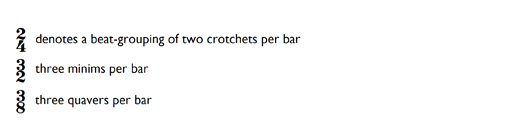 2/4 denotes a beat-grouping of two crotchets per bar
3/2 three minims per bar
3/8 three quavers per bar